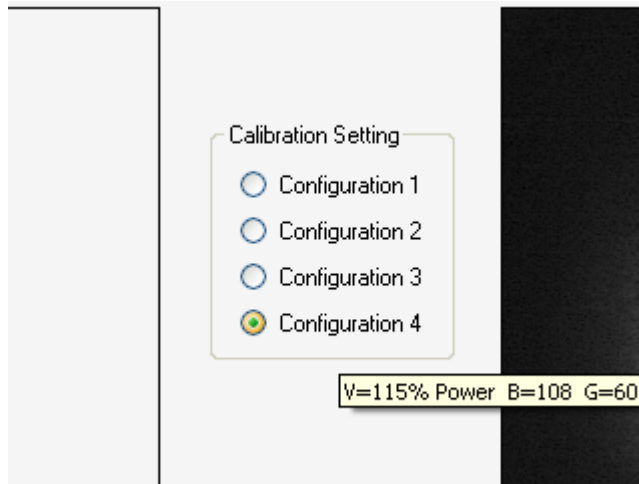 Calibration Setting
Configuration 1
Configuration 2
Configuration 3
Configuration 4
V=115% Power B=108 G=60